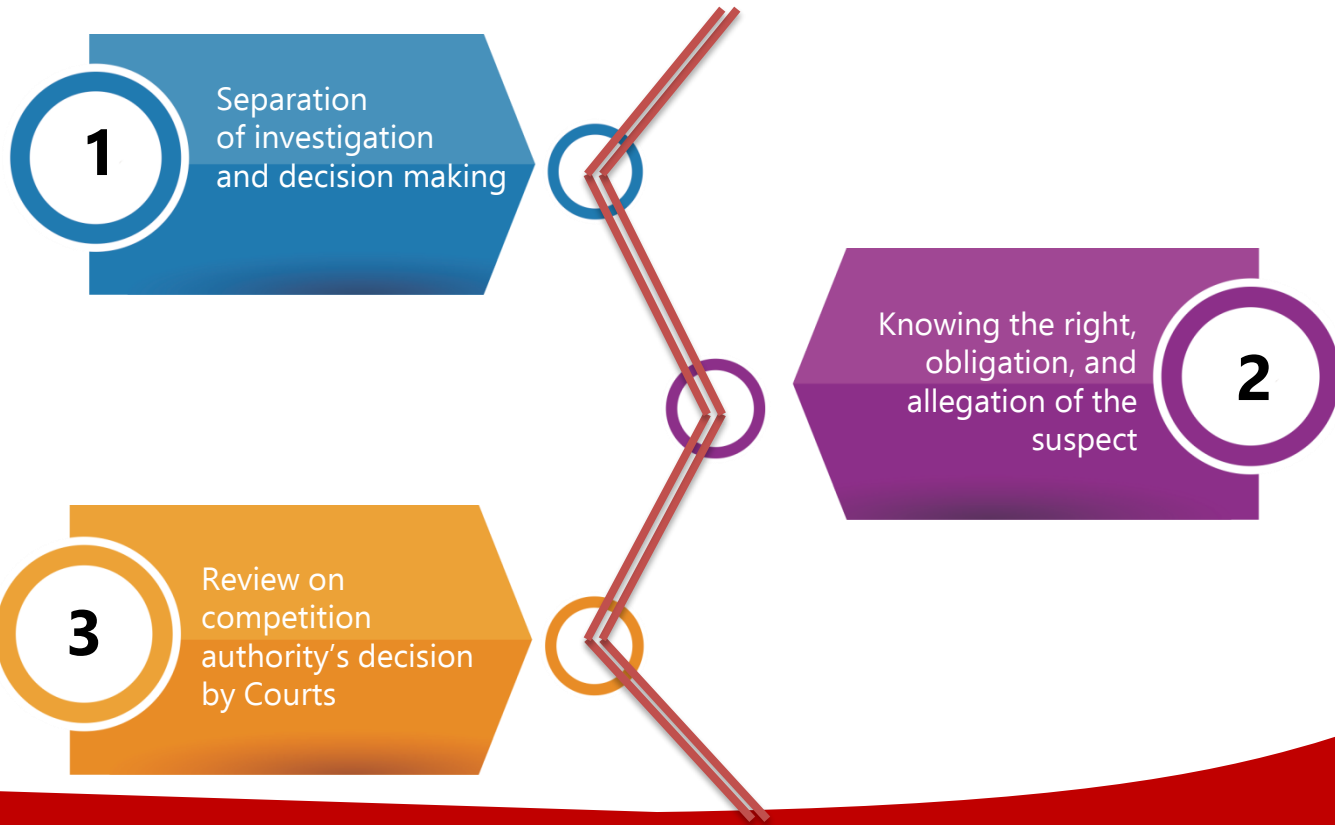 1
Separation
of investigation
and decision making
2
Knowing the right,
obligation, and
allegation of the
suspect
3
Review on
competition
authority’s decision
by Courts